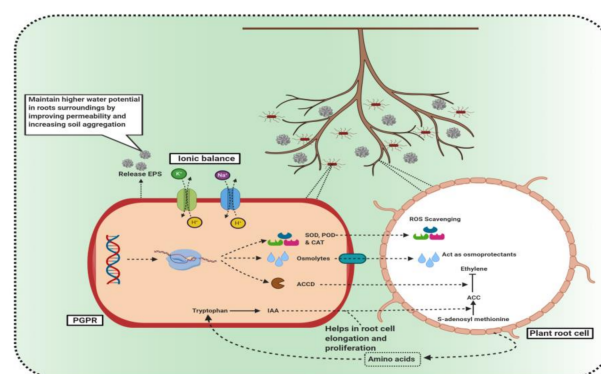 Maintain higher water potential
in roots surroundings by
improving permeability and
increasing soil aggregation
Release EPS
Ionic balance
K+
Na+
H+
H+
SOD, POD
& CAT
ROS Scavenging
Osmolytes
Act as osmoprotectants
Ethylene
ACCD
ACC
S-adenosyl methionine
Tryptophan
IAA
PGPR
Helps in root cell
elongation and
proliferation
Plant root cell
Amino acids